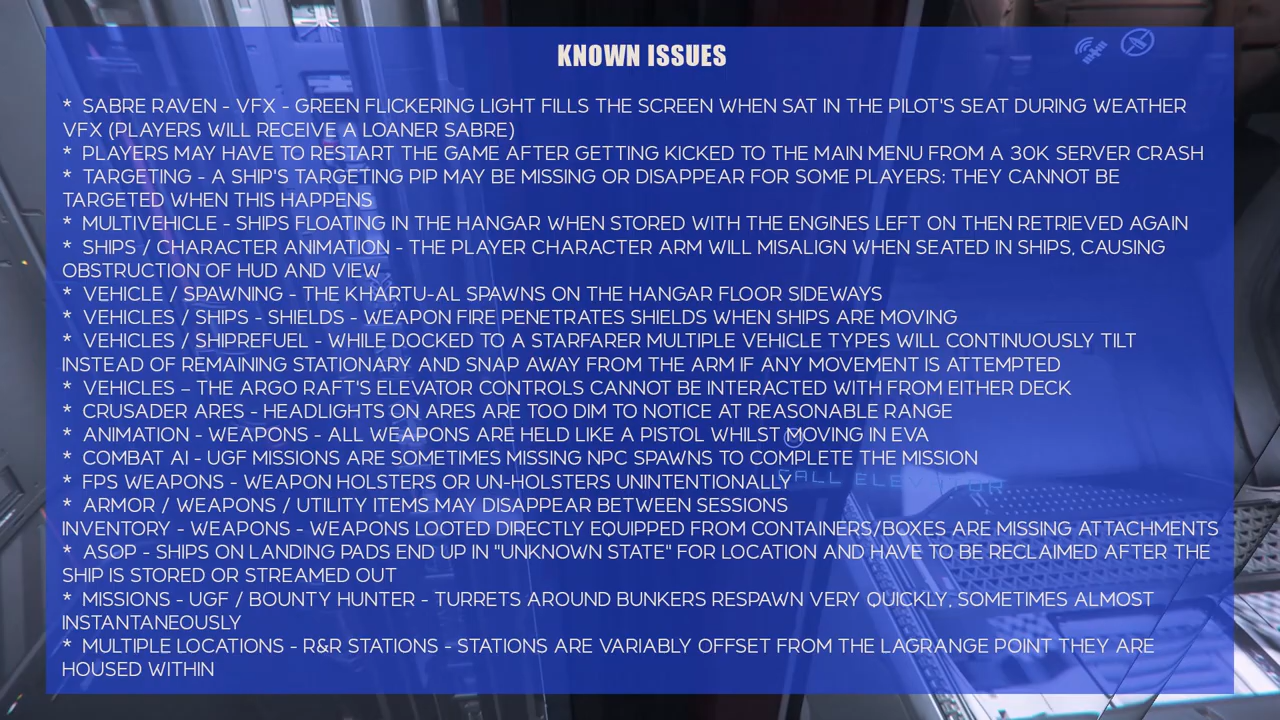 KNOWN ISSUES
* SABRE RAVEN - VFX - GREEN FLICKERING LIGHT FILLS THE SCREEN WHEN SAT IN THE PILOT'S SEAT DURING WEATHER
VFX (PLAYERS WILL RECEIVE A LOANER SABRE)
* PLAYERS MAY HAVE TO RESTART THE GAME AFTER GETTING KICKED TO THE MAIN MENU FROM A 30K SERVER CRASH
* TARGETING - A SHIP'S TARGETING PIP MAY BE MISSING OR DISAPPEAR FOR SOME PLAYERS; THEY CANNOT BE
TARGETED WHEN THIS HAPPENS
* MULTIVEHICLE - SHIPS FLOATING IN THE HANGAR WHEN STORED WITH THE ENGINES LEFT ON THEN RETRIEVED AGAIN
* SHIPS / CHARACTER ANIMATION - THE PLAYER CHARACTER ARM WILL MISALIGN WHEN SEATED IN SHIPS, CAUSING
OBSTRUCTION OF HUD AND VIEW
* VEHICLE / SPAWNING - THE KHARTU-AL SPAWNS ON THE HANGAR FLOOR SIDEWAYS
* VEHICLES / SHIPS - SHIELDS - WEAPON FIRE PENETRATES SHIELDS WHEN SHIPS ARE MOVING
* VEHICLES / SHIPREFUEL - WHILE DOCKED TO A STARFARER MULTIPLE VEHICLE TYPES WILL CONTINUOUSLY TILT
INSTEAD OF REMAINING STATIONARY AND SNAP AWAY FROM THE ARM IF ANY MOVEMENT IS ATTEMPTED
* VEHICLES – THE ARGO RAFT'S ELEVATOR CONTROLS CANNOT BE INTERACTED WITH FROM EITHER DECK
* CRUSADER ARES - HEADLIGHTS ON ARES ARE TOO DIM TO NOTICE AT REASONABLE RANGE
* ANIMATION - WEAPONS - ALL WEAPONS ARE HELD LIKE A PISTOL WHILST MOVING IN EVA
* COMBAT AI - UGF MISSIONS ARE SOMETIMES MISSING NPC SPAWNS TO COMPLETE THE MISSION
* FPS WEAPONS - WEAPON HOLSTERS OR UN-HOLSTERS UNINTENTIONALLY
CALL ELEVATOR
* ARMOR / WEAPONS / UTILITY ITEMS MAY DISAPPEAR BETWEEN SESSIONS
INVENTORY - WEAPONS - WEAPONS LOOTED DIRECTLY EQUIPPED FROM CONTAINERS/BOXES ARE MISSING ATTACHMENTS
* ASOP - SHIPS ON LANDING PADS END UP IN "UNKNOWN STATE" FOR LOCATION AND HAVE TO BE RECLAIMED AFTER THE
SHIP IS STORED OR STREAMED OUT
* MISSIONS - UGF / BOUNTY HUNTER - TURRETS AROUND BUNKERS RESPAWN VERY QUICKLY, SOMETIMES ALMOST
INSTANTANEOUSLY
* MULTIPLE LOCATIONS - R&R STATIONS - STATIONS ARE VARIABLY OFFSET FROM THE LAGRANGE POINT THEY ARE
HOUSED WITHIN